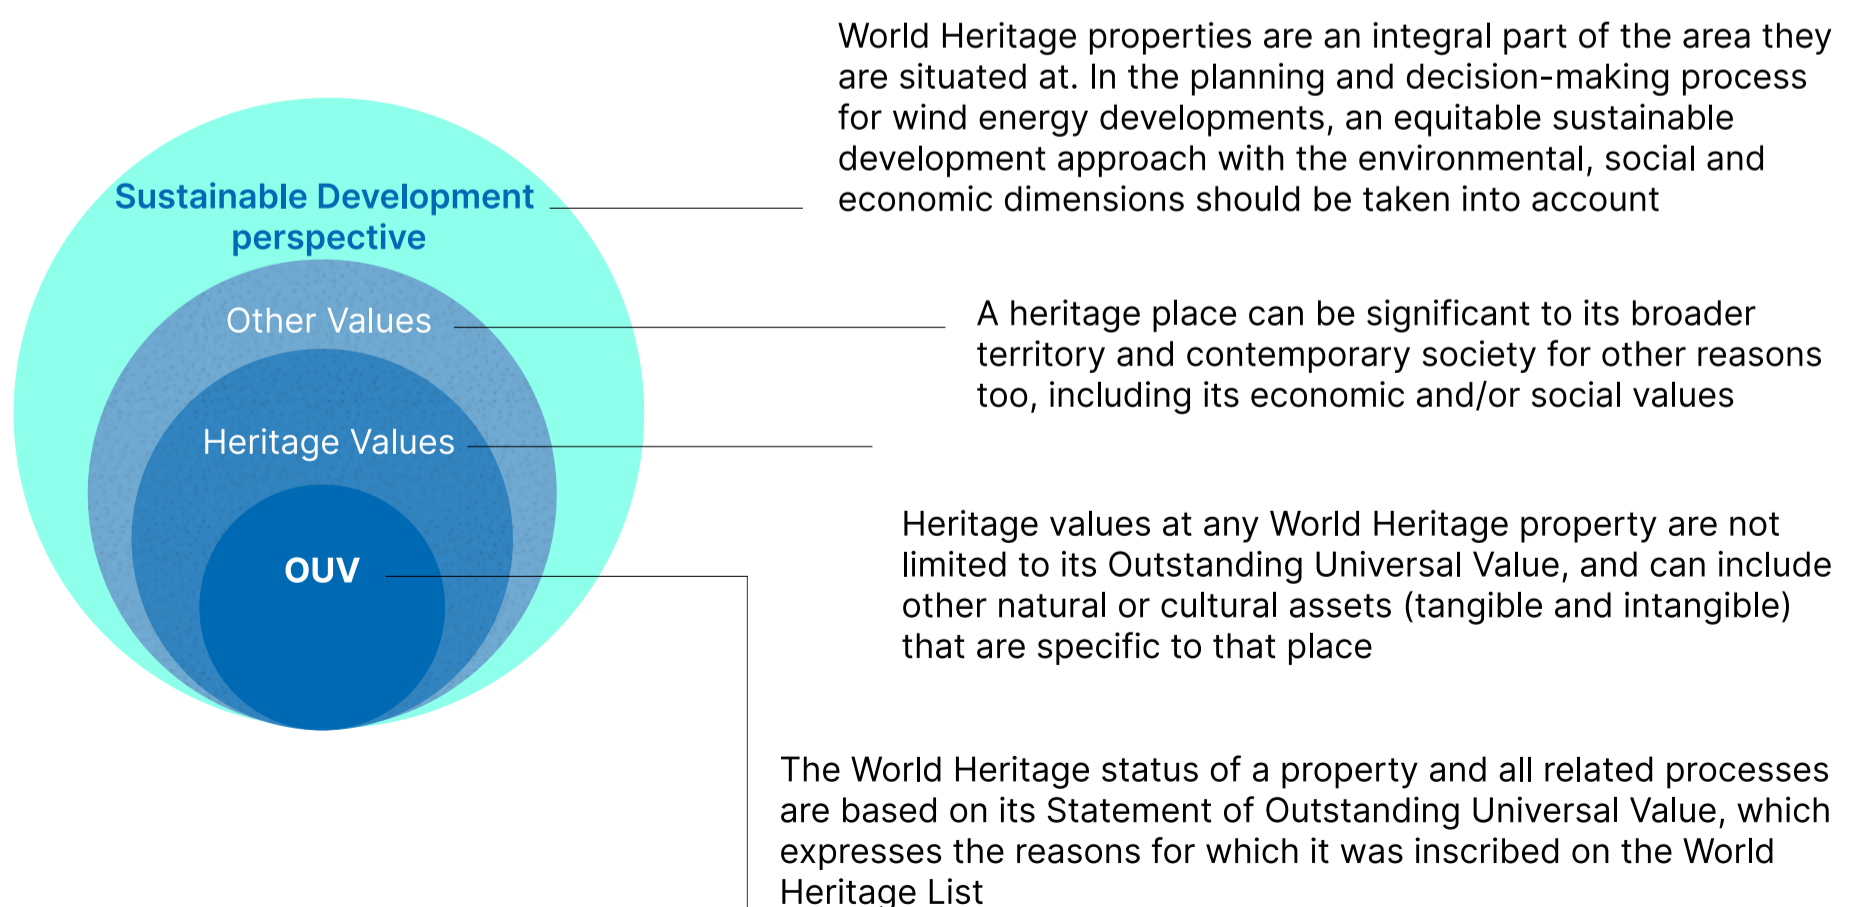 World Heritage properties are an integral part of the area they
are situated at. In the planning and decision-making process
for wind energy developments, an equitable sustainable
development approach with the environmental, social and
economic dimensions should be taken into account
Sustainable Development
perspective
Other Values
A heritage place can be significant to its broader
territory and contemporary society for other reasons
too, including its economic and/or social values
Heritage Values
Heritage values at any World Heritage property are not
limited to its Outstanding Universal Value, and can include
other natural or cultural assets (tangible and intangible)
that are specific to that place
OUV
The World Heritage status of a property and all related processes
are based on its Statement of Outstanding Universal Value, which
expresses the reasons for which it was inscribed on the World
Heritage List